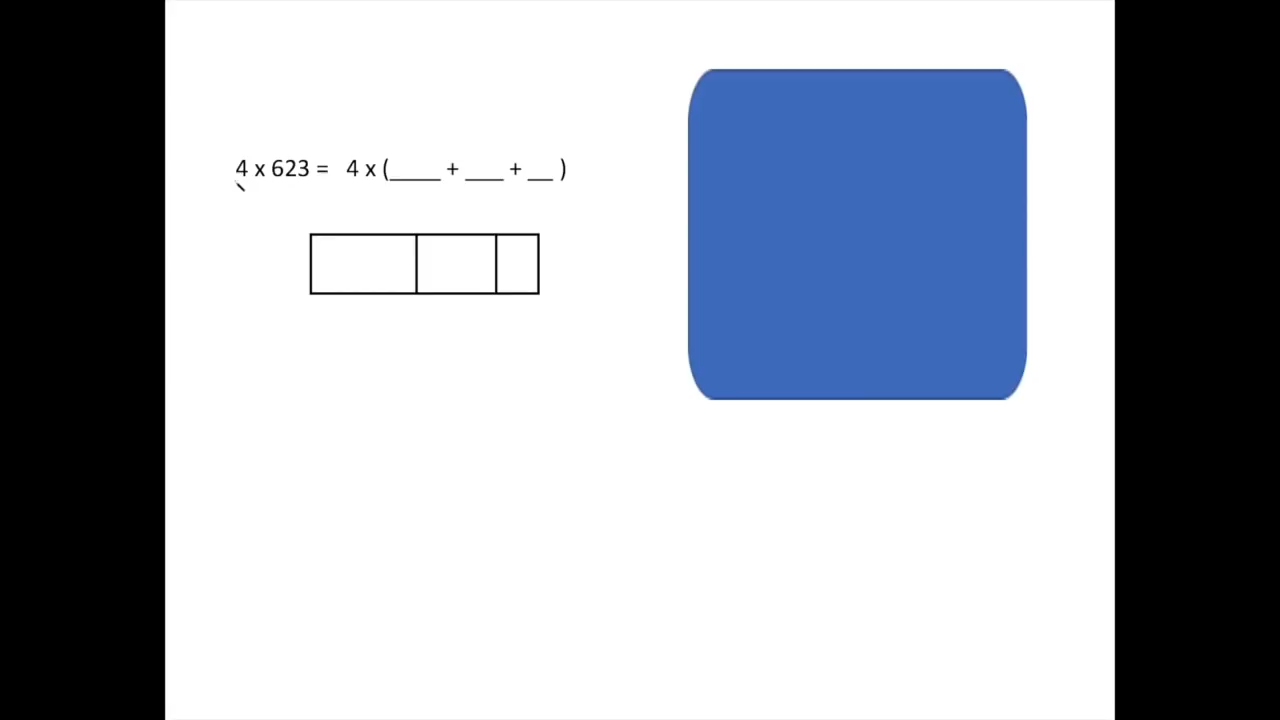 4 x 623 = 4 x (____ + ___ + __ )